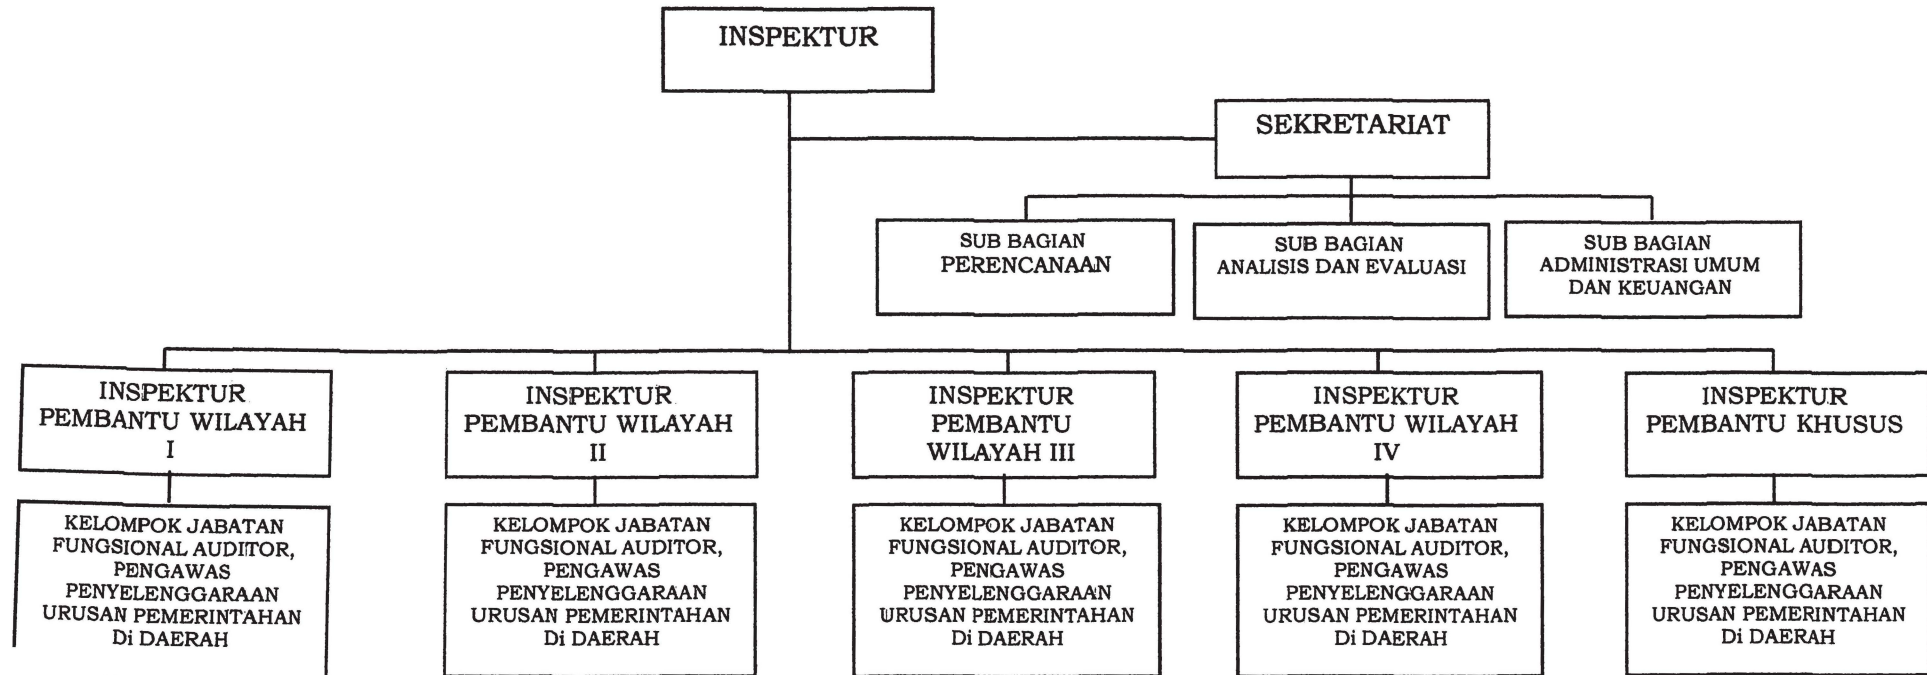 INSPEKTUR
SEKRETARIAT
SUB BAGIAN
PERENCANAAN
SUB BAGIAN
ANALISIS DAN EVALUASI
SUB BAGIAN
ADMINISTRASI UMUM
DAN KEUANGAN
INSPEKTUR
PEMBANTU WILAYAH
I
INSPEKTUR
PEMBANTU WILAYAH
II
INSPEKTUR
PEMBANTU
WILAYAH III
INSPEKTUR
PEMBANTU WILAYAH
IV
INSPEKTUR
PEMBANTU KHUSUS
KELOMPOK JABATAN
FUNGSIONAL AUDITOR,
PENGAWAS
PENYELENGGARAAN
URUSAN PEMERINTAHAN
Di DAERAH
KELOMPOK JABATAN
FUNGSIONAL AUDITOR,
PENGAWAS
PENYELENGGARAAN
URUSAN PEMERINTAHAN
Di DAERAH
KELOMPOK JABATAN
FUNGSIONAL AUDITOR,
PENGAWAS
PENYELENGGARAAN
URUSAN PEMERINTAHAN
Di DAERAH
KELOMPOK JABATAN
FUNGSIONAL AUDITOR,
PENGAWAS
PENYELENGGARAAN
URUSAN PEMERINTAHAN
Di DAERAH
KELOMPOK JABATAN
FUNGSIONAL AUDITOR,
PENGAWAS
PENYELENGGARAAN
URUSAN PEMERINTAHAN
Di DAERAH